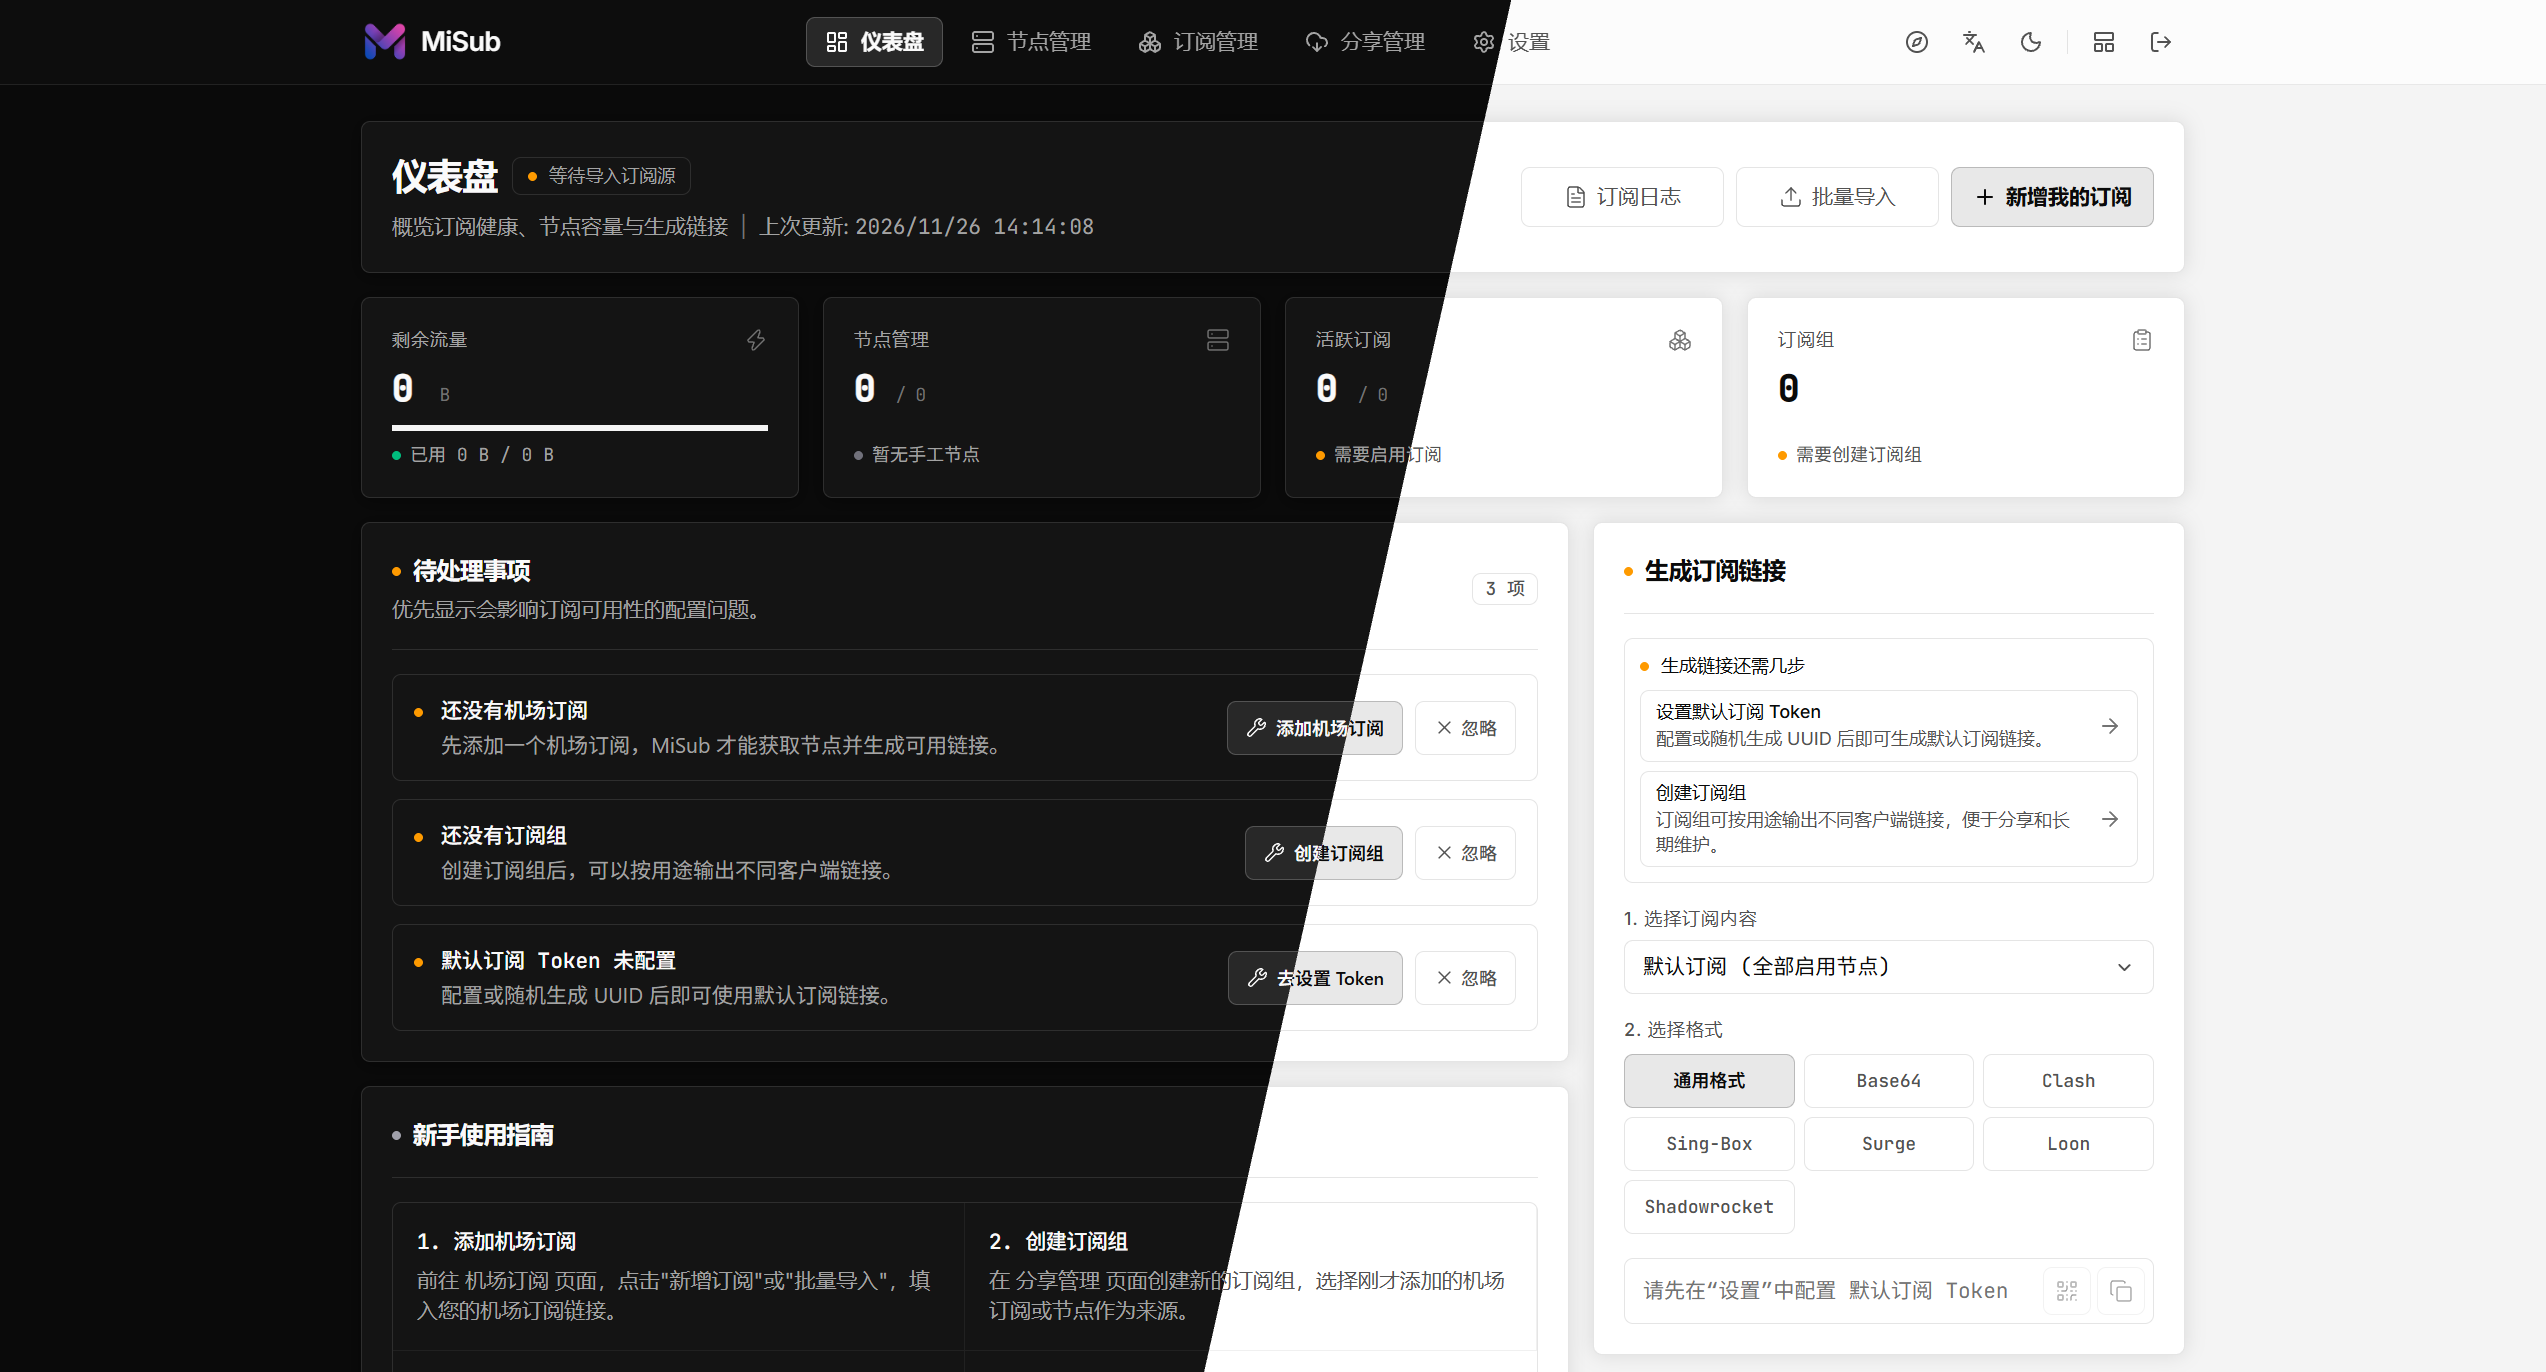 MiSub
仪表盘
节点管理
订阅管理
分享管理
设置
仪表盘
等待导入订阅源
概览订阅健康、节点容量与生成链接 | 上次更新: 2026/11/26 14:14:08
订阅日志
批量导入
新增我的订阅
剩余流量
0 B
已用 0 B / 0 B
节点管理
0 / 0
暂无手工节点
活跃订阅
0 / 0
需要启用订阅
订阅组
0
需要创建订阅组
待处理事项
优先显示会影响订阅可用性的配置问题。
3 项
还没有机场订阅
先添加一个机场订阅，MiSub 才能获取节点并生成可用链接。
添加机场订阅
忽略
还没有订阅组
创建订阅组后，可以按用途输出不同客户端链接。
创建订阅组
忽略
默认订阅 Token 未配置
配置或随机生成 UUID 后即可使用默认订阅链接。
去设置 Token
忽略
新手使用指南
1. 添加机场订阅
前往 机场订阅 页面，点击"新增订阅"或"批量导入"，填
入您的机场订阅链接。
2. 创建订阅组
在 分享管理 页面创建新的订阅组，选择刚才添加的机场
订阅或节点作为来源。
生成订阅链接
生成链接还需几步
设置默认订阅 Token
配置或随机生成 UUID 后即可生成默认订阅链接。
创建订阅组
订阅组可按用途输出不同客户端链接，便于分享和长
期维护。
1. 选择订阅内容
默认订阅 (全部启用节点)
2. 选择格式
通用格式
Base64
Clash
Sing-Box
Surge
Loon
Shadowrocket
请先在“设置”中配置 默认订阅 Token